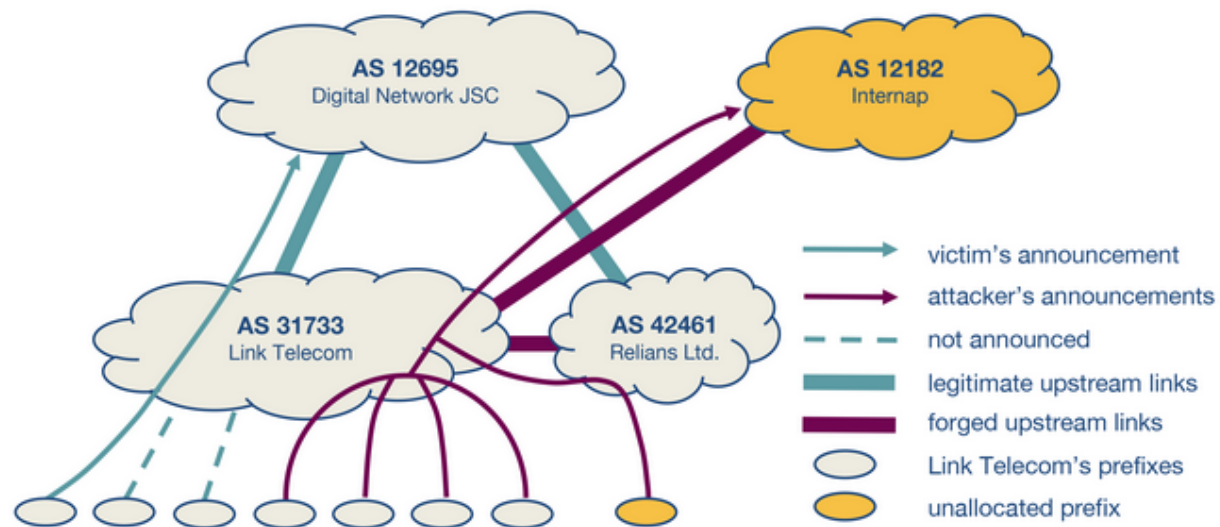 AS 12695
Digital Network JSC
AS 12182
Internap
AS 31733
Link Telecom
AS 42461
Relians Ltd.
victim's announcement
attacker's announcements
not announced
legitimate upstream links
forged upstream links
Link Telecom's prefixes
unallocated prefix